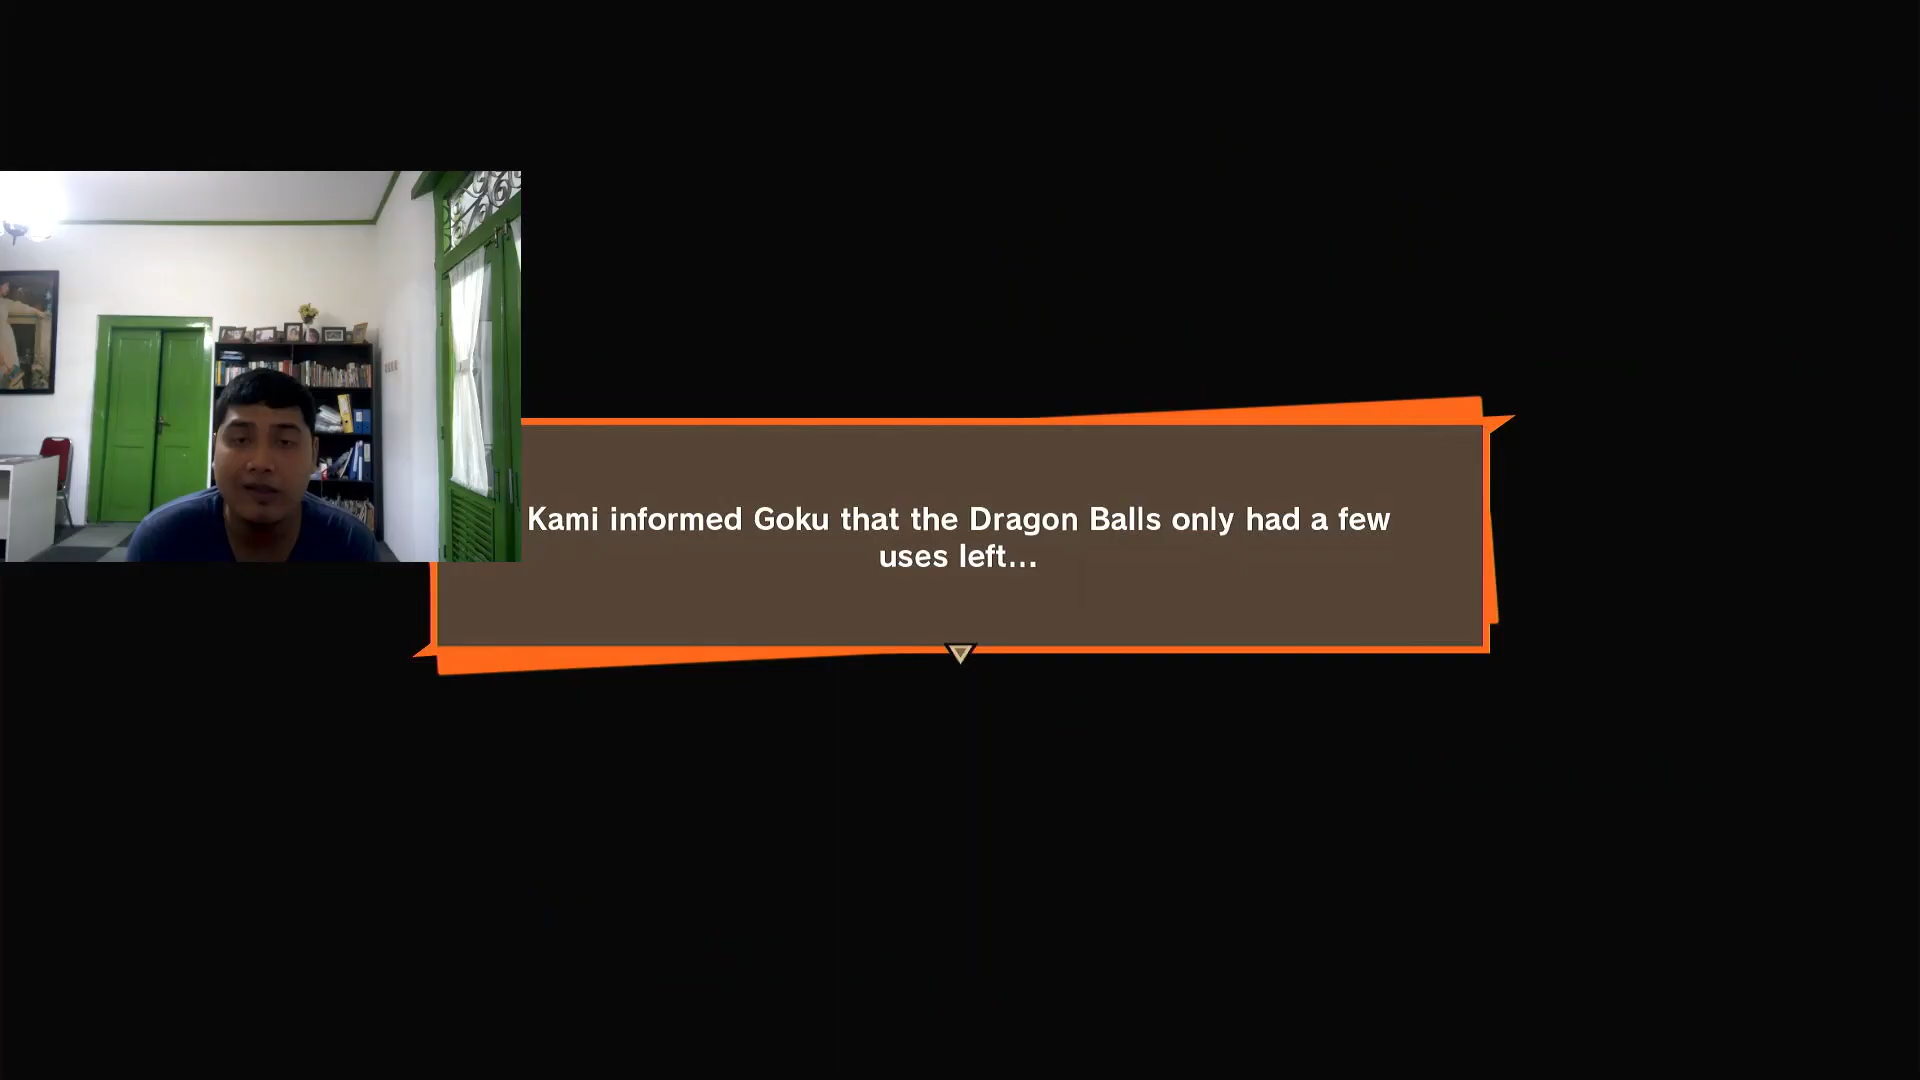 Kami informed Goku that the Dragon Balls only had a few
uses left...